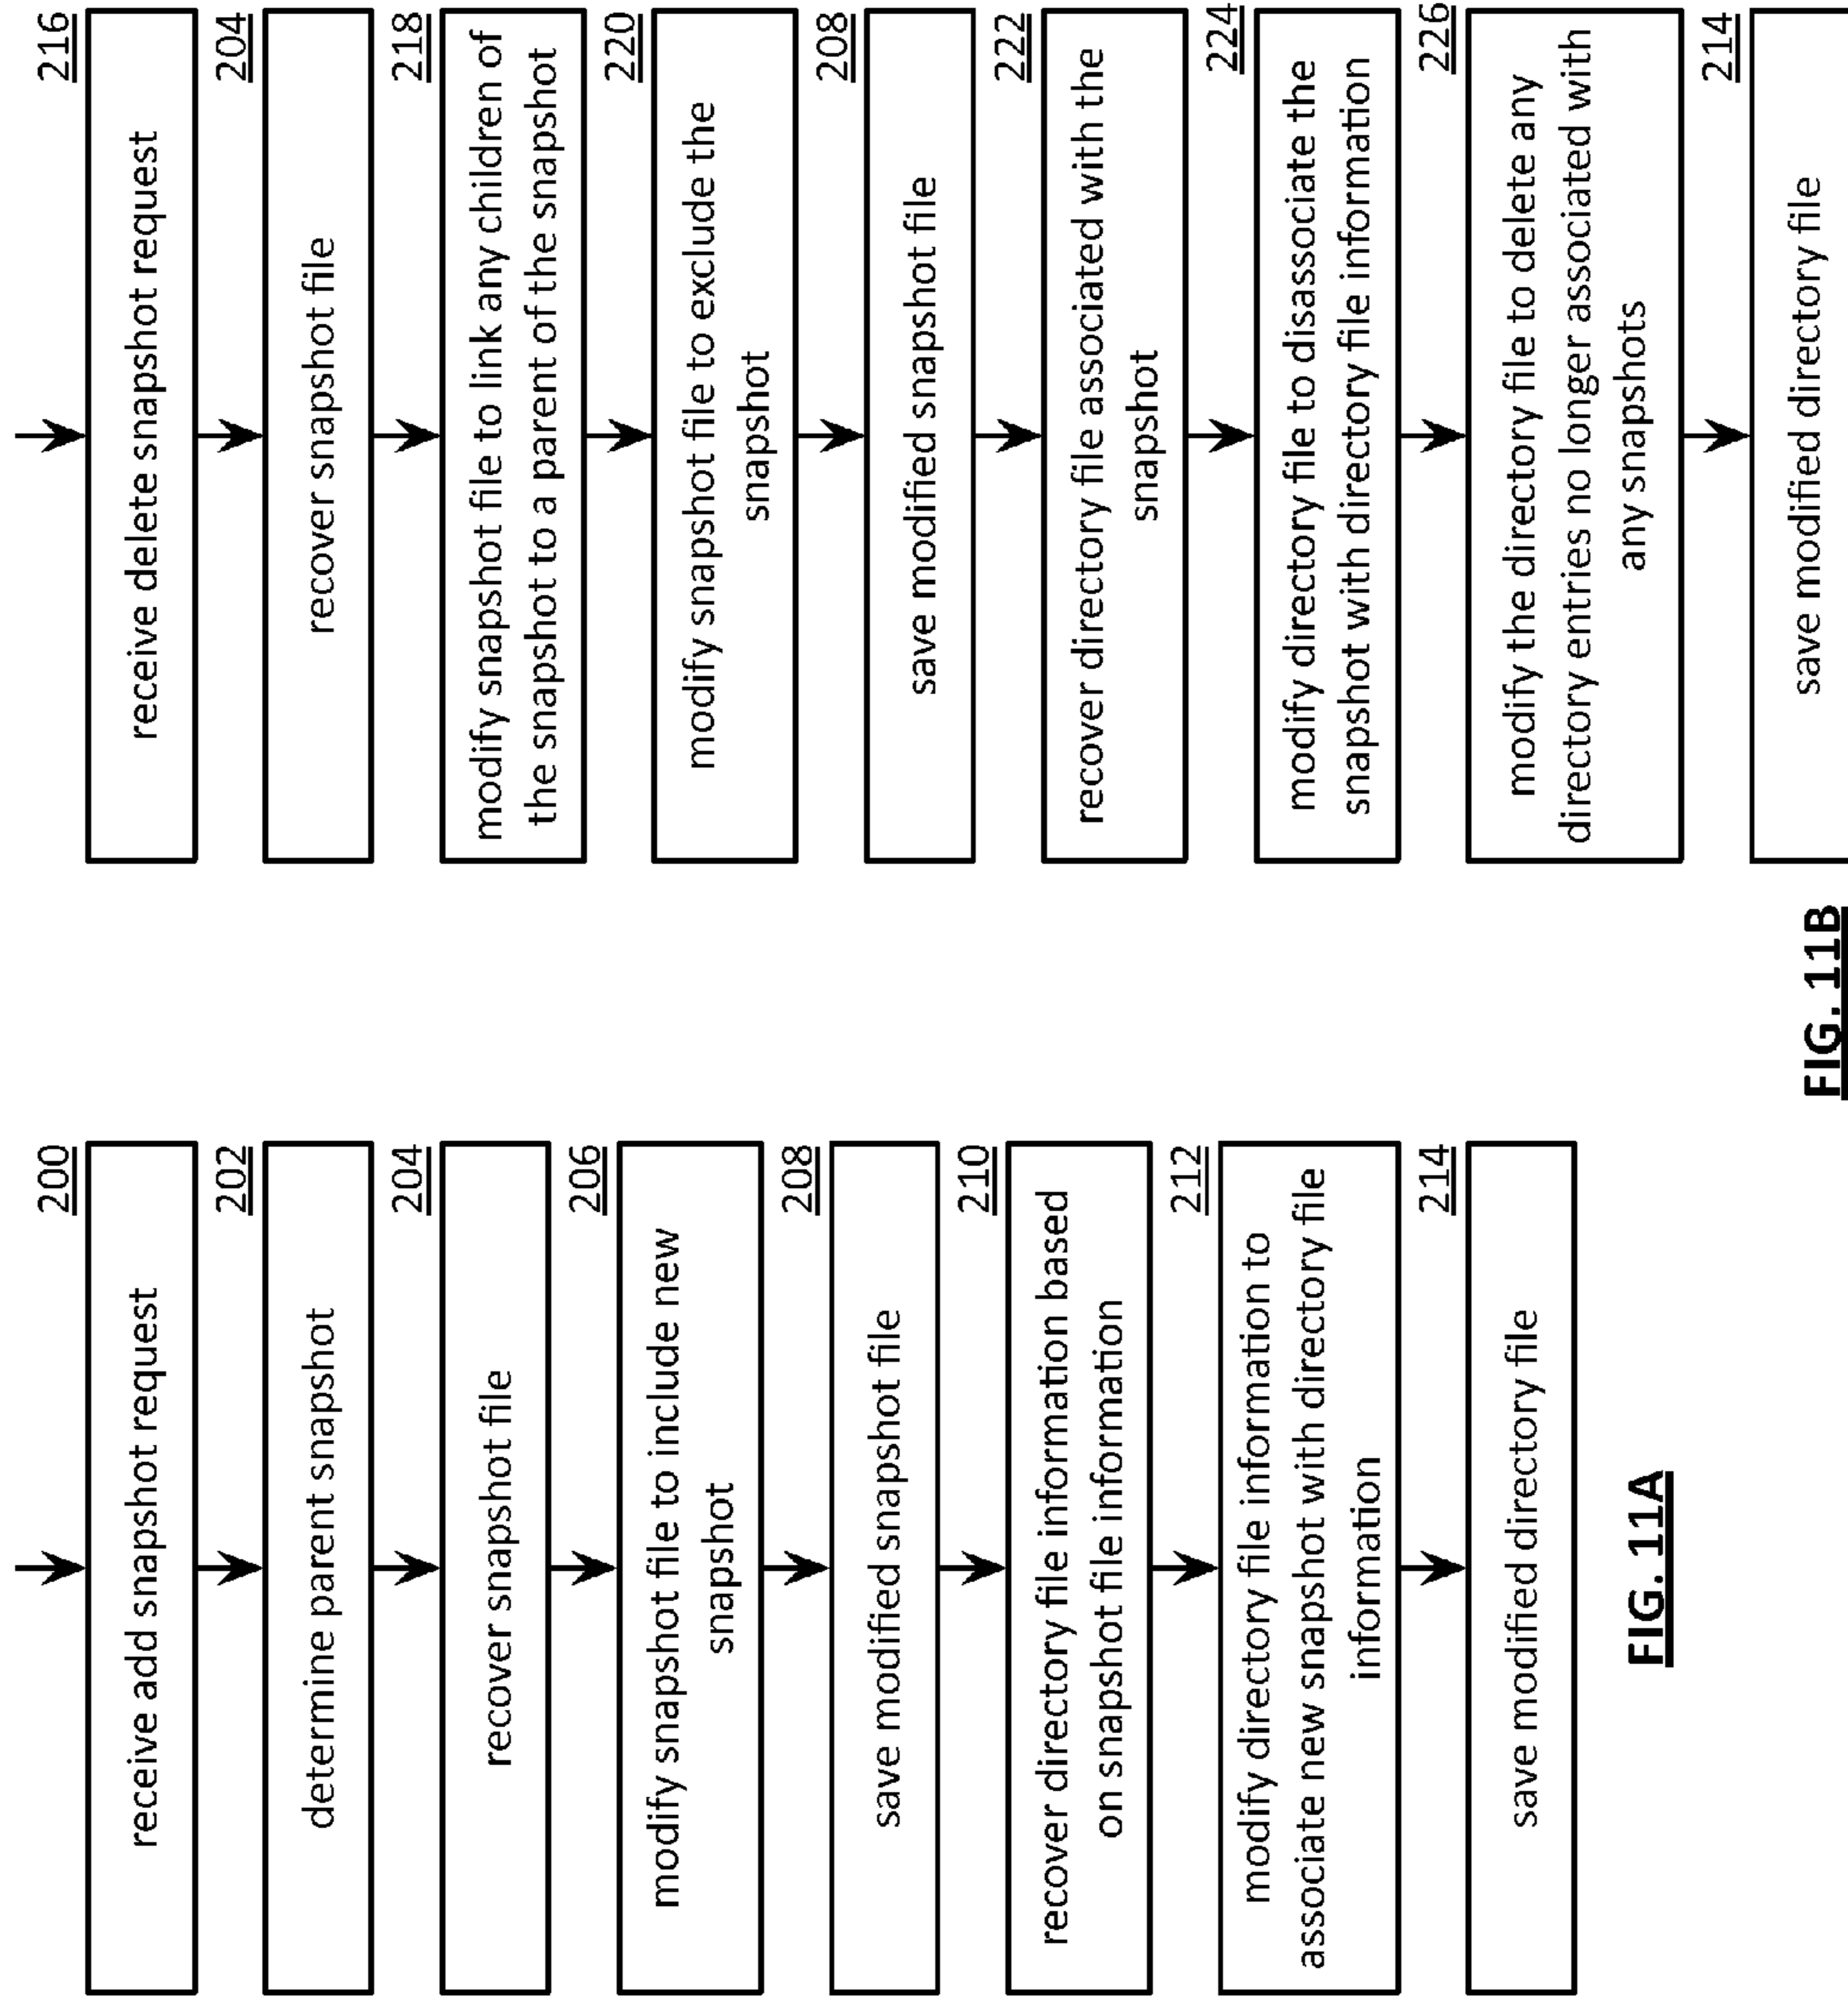 200
receive add snapshot request
202
determine parent snapshot
204
recover snapshot file
206
modify snapshot file to include new
snapshot
208
save modified snapshot file
210
recover directory file information based
on snapshot file information
212
modify directory file information to
associate new snapshot with directory file
information
214
save modified directory file
FIG. 11A
216
receive delete snapshot request
204
recover snapshot file
218
modify snapshot file to link any children of
the snapshot to a parent of the snapshot
220
modify snapshot file to exclude the
snapshot
208
save modified snapshot file
222
recover directory file associated with the
snapshot
224
modify directory file to disassociate the
snapshot with directory file information
226
modify the directory file to delete any
directory entries no longer associated with
any snapshots
214
save modified directory file
FIG. 11B